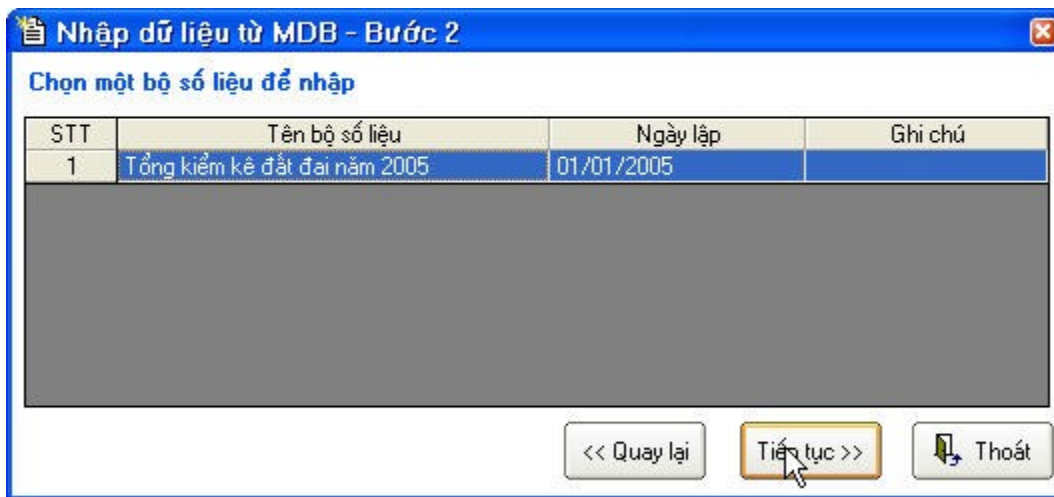 Nhập dữ liệu từ MDB - Bước 2
Chọn một bộ số liệu để nhập
STT Tên bộ số liệu Ngày lập Ghi chú
1 Tổng kiểm kê đất đai năm 2005 01/01/2005
<< Quay lại Tiếp tục >> Thoát